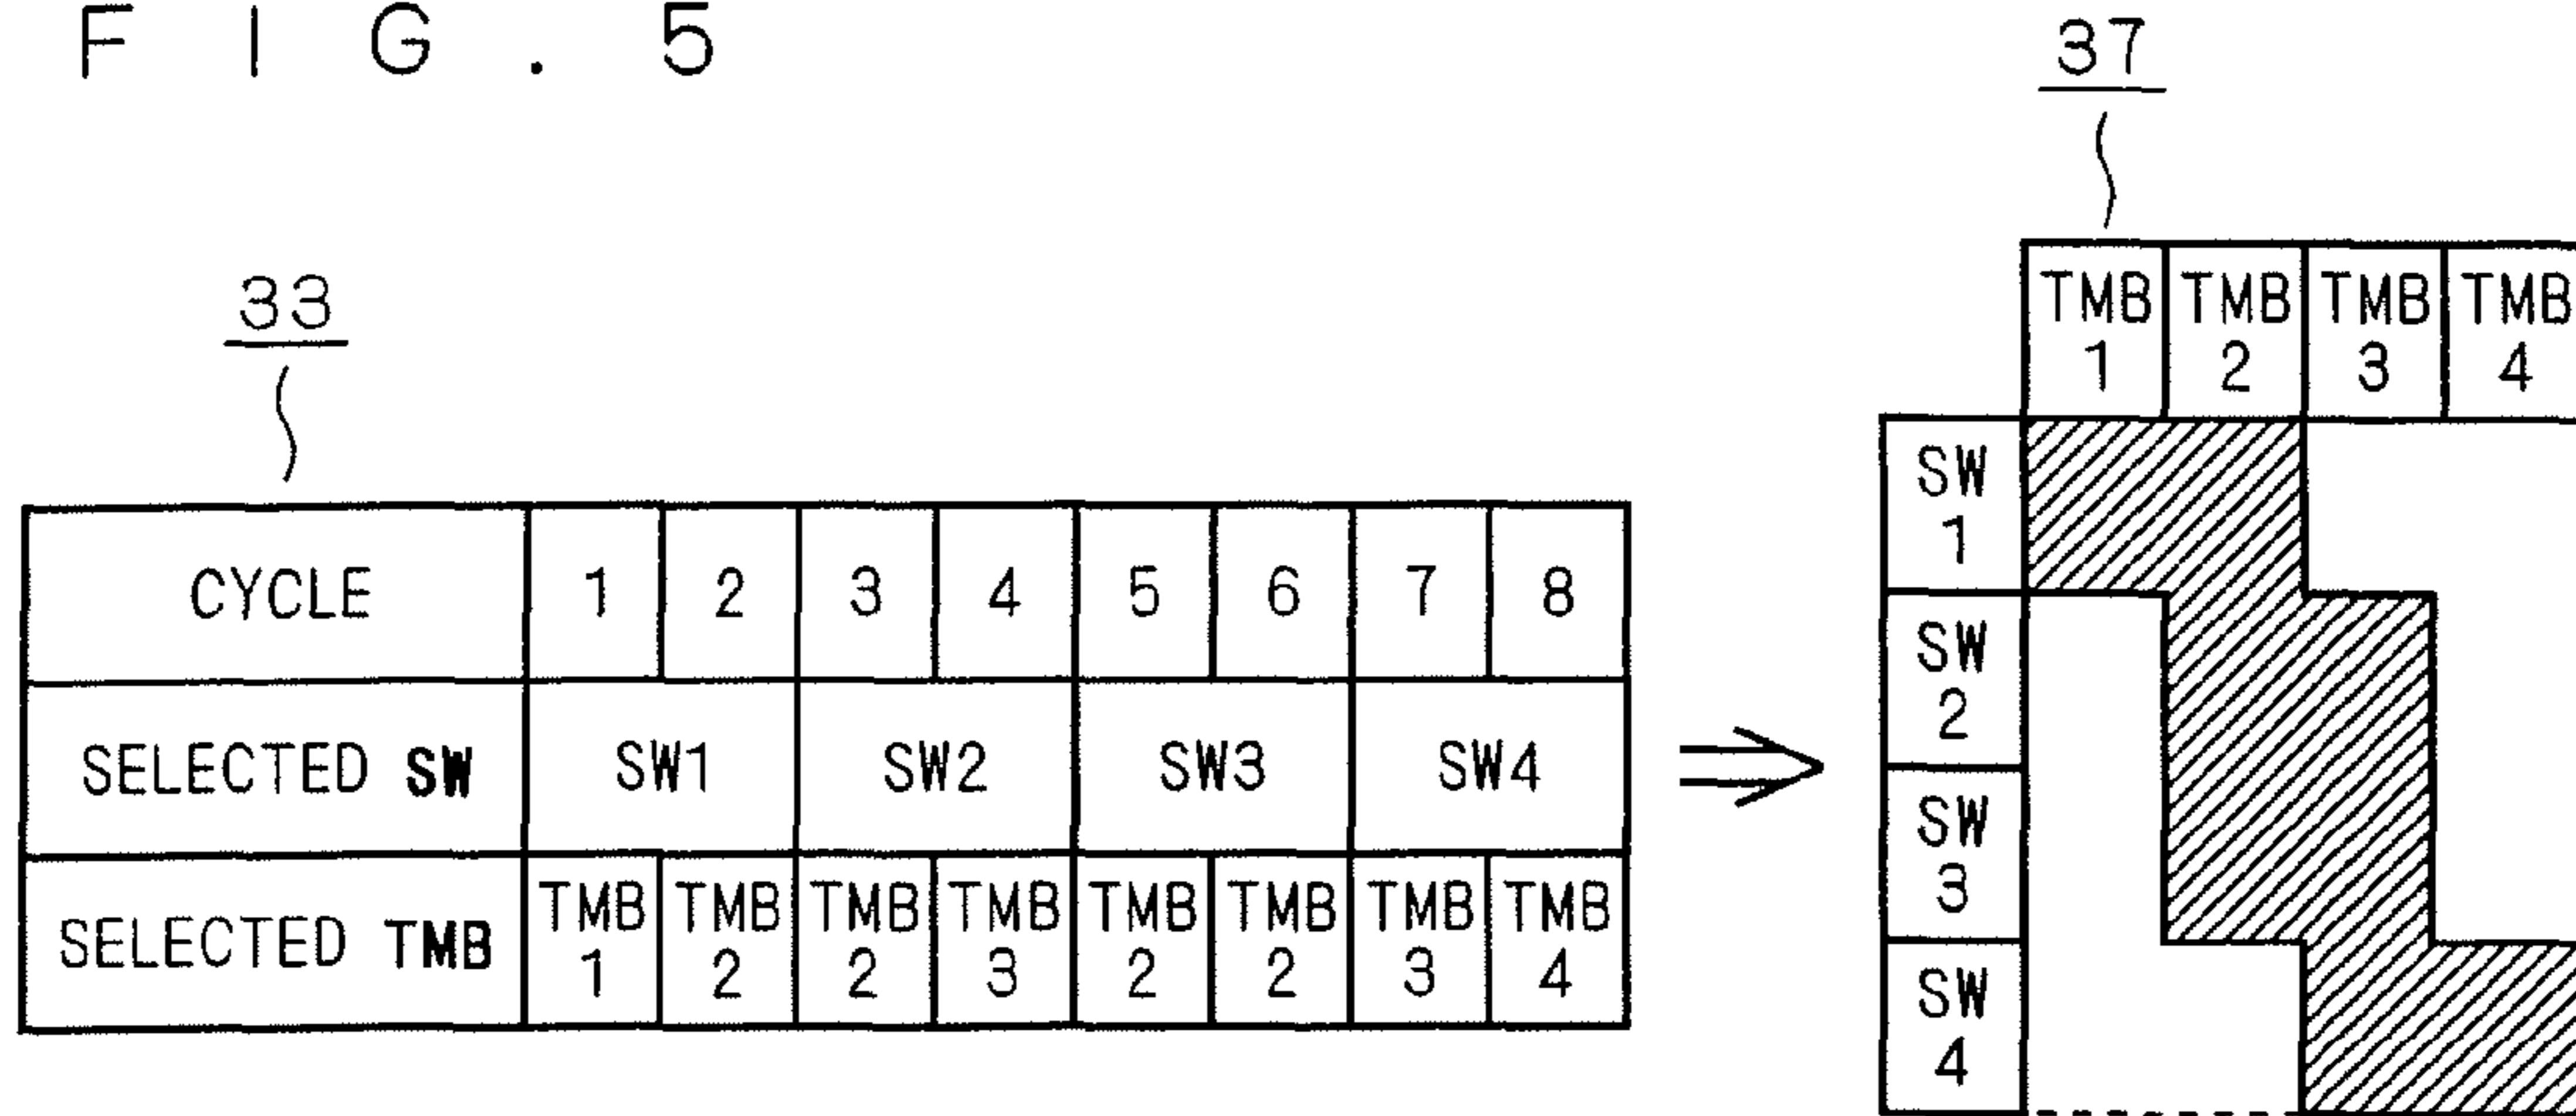 FIG. 5
33
CYCLE 1 2 3 4 5 6 7 8
SELECTED SW SW1 SW2 SW3 SW4
SELECTED TMB TMB 1 TMB 2 TMB 2 TMB 3 TMB 2 TMB 2 TMB 3 TMB 4
37
TMB 1 TMB 2 TMB 3 TMB 4
SW 1
SW 2
SW 3
SW 4